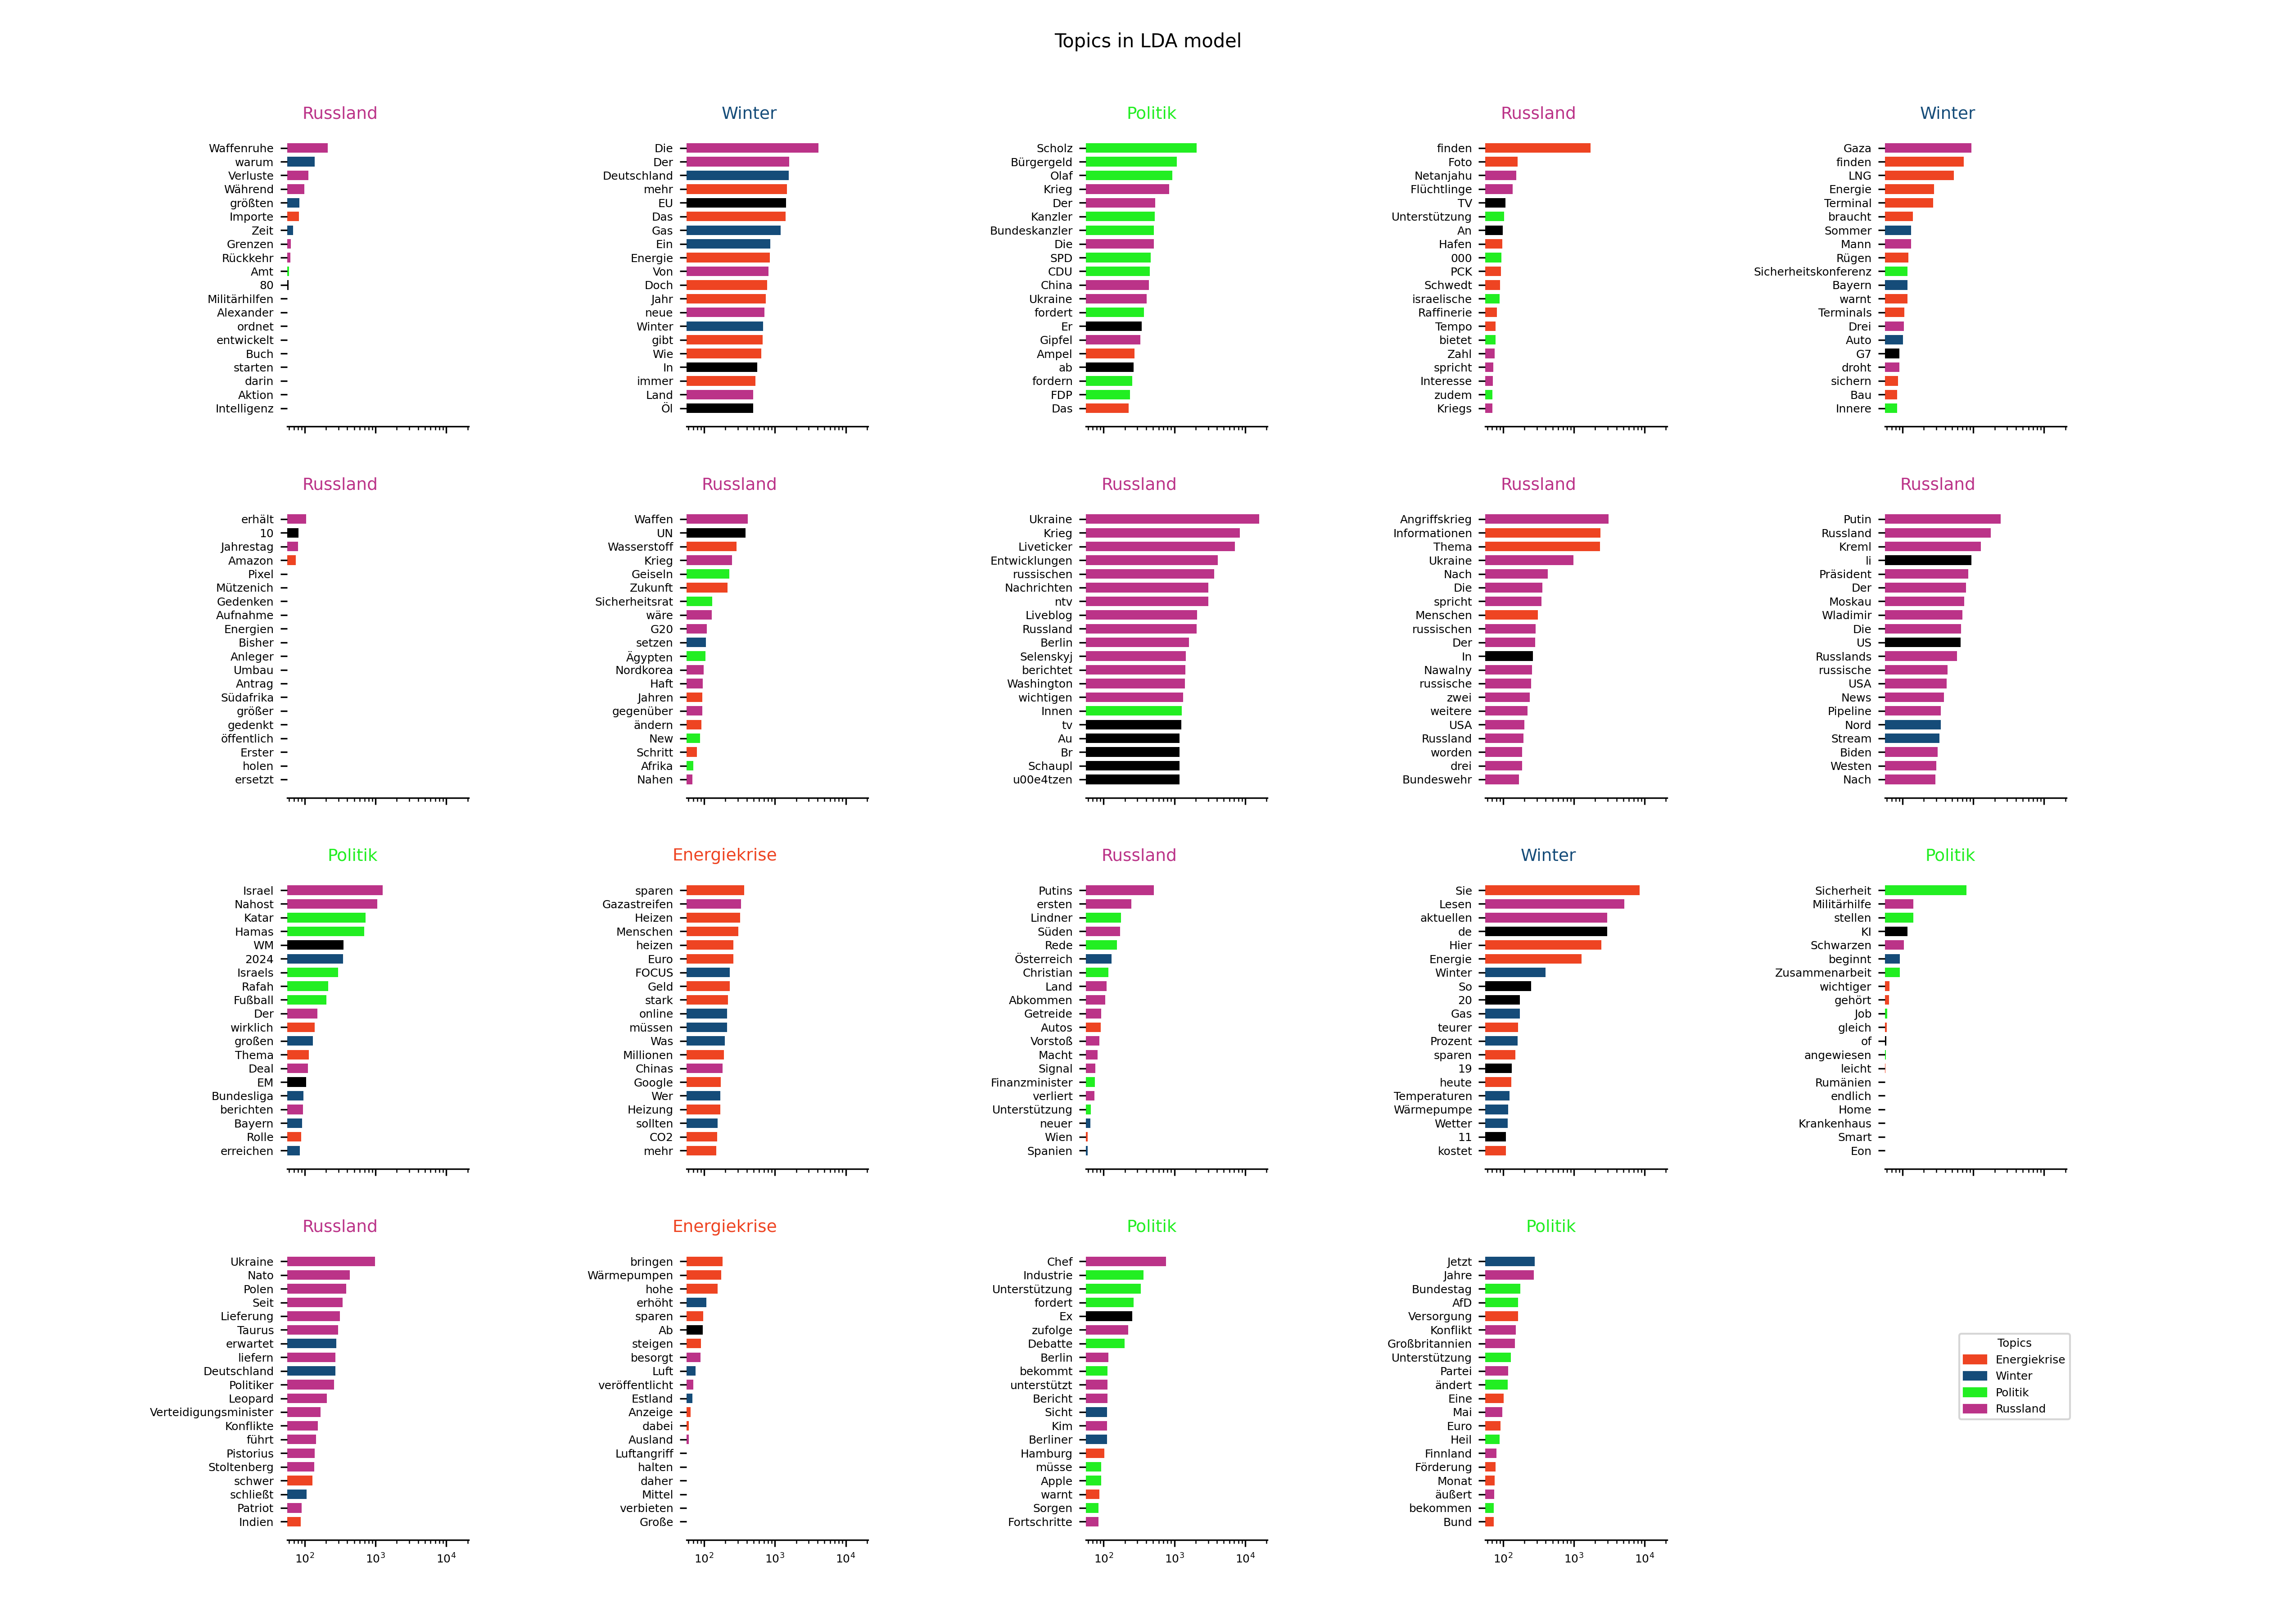 Topics in LDA model
Russland
Waffenruhe
warum
Verluste
Während
größten
Importe
Zeit
Grenzen
Rückkehr
Amt
80
Militärhilfen
Alexander
ordnet
entwickelt
Buch
starten
darin
Aktion
Intelligenz
Winter
Die
Der
Deutschland
mehr
EU
Das
Gas
Ein
Energie
Von
Doch
Jahr
neue
Winter
gibt
Wie
In
immer
Land
Öl
Politik
Scholz
Bürgergeld
Olaf
Krieg
Der
Kanzler
Bundeskanzler
Die
SPD
CDU
China
Ukraine
fordert
Er
Gipfel
Ampel
ab
fordern
FDP
Das
Russland
finden
Foto
Netanjahu
Flüchtlinge
TV
Unterstützung
An
Hafen
000
PCK
Schwedt
israelische
Raffinerie
Tempo
bietet
Zahl
spricht
Interesse
zudem
Kriegs
Winter
Gaza
finden
LNG
Energie
Terminal
braucht
Sommer
Mann
Rügen
Sicherheitskonferenz
Bayern
warnt
Terminals
Drei
Auto
G7
droht
sichern
Bau
Innere
Russland
erhält
10
Jahrestag
Amazon
Pixel
Mützenich
Gedenken
Aufnahme
Energien
Bisher
Anleger
Umbau
Antrag
Südafrika
größer
gedenkt
öffentlich
Erster
holen
ersetzt
Russland
Waffen
UN
Wasserstoff
Krieg
Geiseln
Zukunft
Sicherheitsrat
wäre
G20
setzen
Ägypten
Nordkorea
Haft
Jahren
gegenüber
ändern
New
Schritt
Afrika
Nahen
Russland
Ukraine
Krieg
Liveticker
Entwicklungen
russischen
Nachrichten
ntv
Liveblog
Russland
Berlin
Selenskyj
berichtet
Washington
wichtigen
Innen
tv
Au
Br
Schaupl
u00e4tzen
Russland
Angriffskrieg
Informationen
Thema
Ukraine
Nach
Die
spricht
Menschen
russischen
Der
In
Nawalny
russische
zwei
weitere
USA
Russland
worden
drei
Bundeswehr
Russland
Putin
Russland
Kreml
li
Präsident
Der
Moskau
Wladimir
Die
US
Russlands
russische
USA
News
Pipeline
Nord
Stream
Biden
Westen
Nach
Politik
Israel
Nahost
Katar
Hamas
WM
2024
Israels
Rafah
Fußball
Der
wirklich
großen
Thema
Deal
EM
Bundesliga
berichten
Bayern
Rolle
erreichen
Energiekrise
sparen
Gazastreifen
Heizen
Menschen
heizen
Euro
FOCUS
Geld
stark
online
müssen
Was
Millionen
Chinas
Google
Wer
Heizung
sollten
CO2
mehr
Russland
Putins
ersten
Lindner
Süden
Rede
Österreich
Christian
Land
Abkommen
Getreide
Autos
Vorstoß
Macht
Signal
Finanzminister
verliert
Unterstützung
neuer
Wien
Spanien
Winter
Sie
Lesen
aktuellen
de
Hier
Energie
Winter
So
20
Gas
teurer
Prozent
sparen
19
heute
Temperaturen
Wärmepumpe
Wetter
11
kostet
Politik
Sicherheit
Militärhilfe
stellen
KI
Schwarzen
beginnt
Zusammenarbeit
wichtiger
gehört
Job
gleich
of
angewiesen
leicht
Rumänien
endlich
Home
Krankenhaus
Smart
Eon
Russland
Ukraine
Nato
Polen
Seit
Lieferung
Taurus
erwartet
liefern
Deutschland
Politiker
Leopard
Verteidigungsminister
Konflikte
führt
Pistorius
Stoltenberg
schwer
schließt
Patriot
Indien
10²
10³
10⁴
Energiekrise
bringen
Wärmepumpen
hohe
erhöht
sparen
Ab
steigen
besorgt
Luft
veröffentlicht
Estland
Anzeige
dabei
Ausland
Luftangriff
halten
daher
Mittel
verbieten
Große
10²
10³
10⁴
Politik
Chef
Industrie
Unterstützung
fordert
Ex
zufolge
Debatte
Berlin
bekommt
unterstützt
Bericht
Sicht
Kim
Berliner
Hamburg
müsse
Apple
warnt
Sorgen
Fortschritte
10²
10³
10⁴
Politik
Jetzt
Jahre
Bundestag
AfD
Versorgung
Konflikt
Großbritannien
Unterstützung
Partei
ändert
Eine
Mai
Euro
Heil
Finnland
Förderung
Monat
äußert
bekommen
Bund
10²
10³
10⁴
Topics
Energiekrise
Winter
Politik
Russland